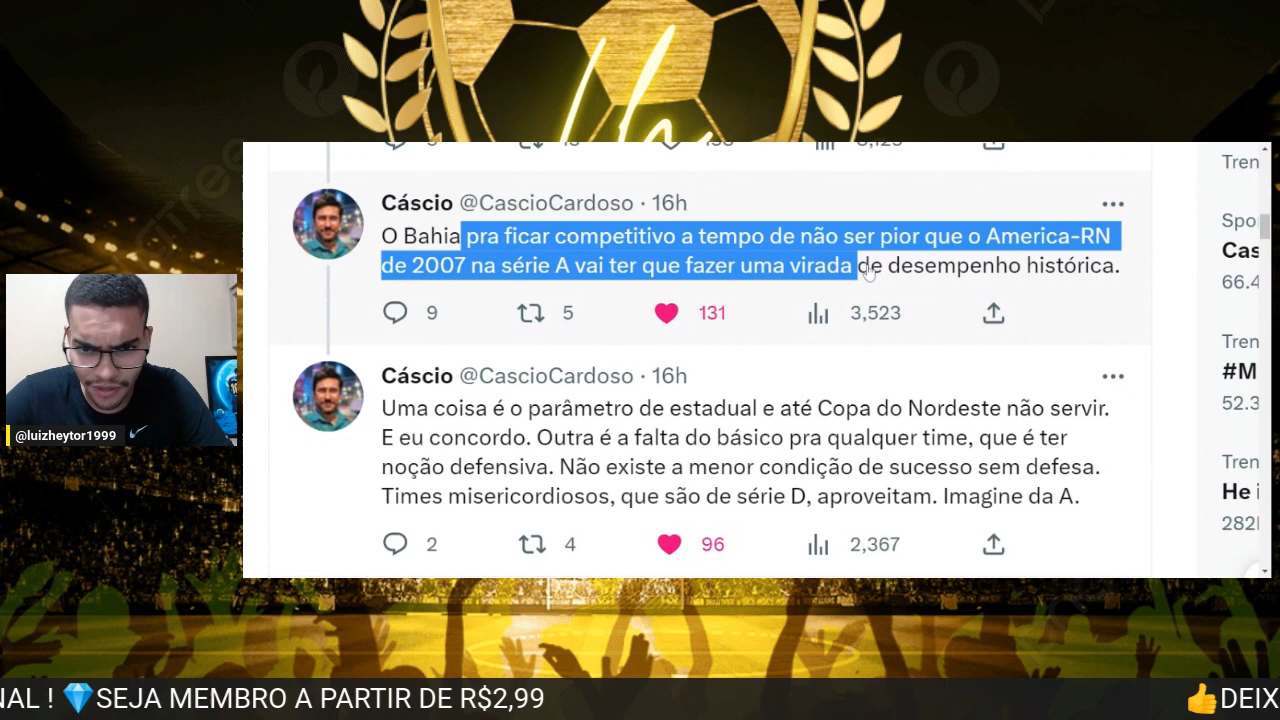 lh
8,123
Cáscio @CascioCardoso · 16h
O Bahia pra ficar competitivo a tempo de não ser pior que o America-RN
de 2007 na série A vai ter que fazer uma virada de desempenho histórica.
9 5 131 3,523
Cáscio @CascioCardoso · 16h
Uma coisa é o parâmetro de estadual e até Copa do Nordeste não servir.
E eu concordo. Outra é a falta do básico pra qualquer time, que é ter
noção defensiva. Não existe a menor condição de sucesso sem defesa.
Times misericordiosos, que são de série D, aproveitam. Imagine da A.
2 4 96 2,367
Tren
Spo
Cas
66.4
Tren
#M
52.3
Tren
He i
282
@luizheytor1999
NAL ! 💎SEJA MEMBRO A PARTIR DE R$2,99
👍DEIX